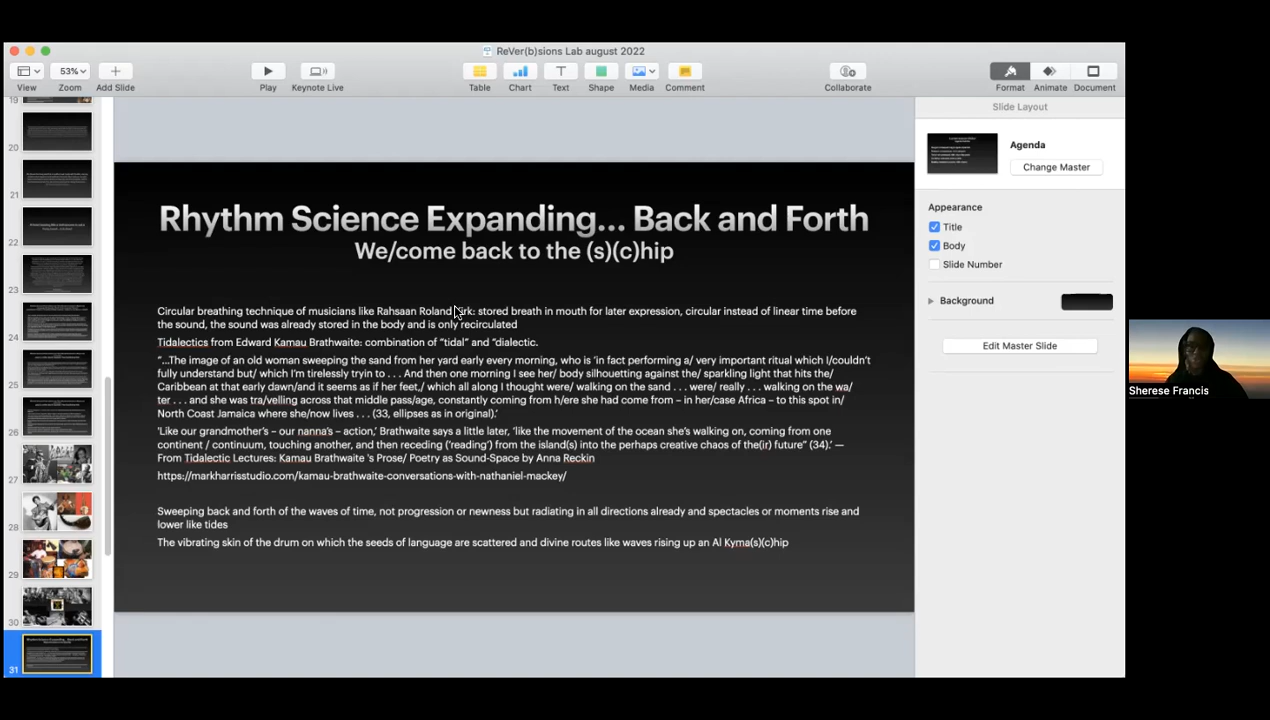 ReVer(b)sions Lab august 2022
53%
View
Zoom
Add Slide
Play
Keynote Live
Table
Chart
Text
Shape
Media
Comment
Collaborate
Format
Animate
Document
19
20
21
22
23
24
25
26
27
28
29
30
31
Rhythm Science Expanding... Back and Forth
We/come back to the (s)(c)hip
Circular breathing technique of musicians like Rahsaan Roland Kirk: stored breath in mouth for later expression, circular instead of linear time before
the sound, the sound was already stored in the body and is only recirculated
Tidalectics from Edward Kamau Brathwaite: combination of “tidal” and “dialectic.
“...The image of an old woman sweeping the sand from her yard early every morning, who is ‘in fact performing a/ very important ritual which I/couldn’t
fully understand but/ which I’m tirelessly tryin to . . . And then one morning I see her/ body silhouetting against the/ sparkling light that hits the/
Caribbean at that early dawn/and it seems as if her feet,/ which all along I thought were/ walking on the sand . . . were/ really . . . walking on the wa/
ter . . . and she was tra/velling across that middle pass/age, constantly coming from h/ere she had come from – in her/case Africa – to this spot in/
North Coast Jamaica where she/now lives . . . (33, ellipses as in original).’
‘Like our grandmother’s – our nanna’s – action,’ Brathwaite says a little later, ‘like the movement of the ocean she’s walking on, coming from one
continent / continuum, touching another, and then receding (‘reading’) from the island(s) into the perhaps creative chaos of the(ir) future” (34).’ —
From Tidalectic Lectures: Kamau Brathwaite 's Prose/ Poetry as Sound-Space by Anna Reckin
https://markharrisstudio.com/kamau-brathwaite-conversations-with-nathaniel-mackey/
Sweeping back and forth of the waves of time, not progression or newness but radiating in all directions already and spectacles or moments rise and
lower like tides
The vibrating skin of the drum on which the seeds of language are scattered and divine routes like waves rising up an Al Kyma(s)(c)hip
Slide Layout
Agenda
Change Master
Appearance
Title
Body
Slide Number
Background
Edit Master Slide
Sherese Francis